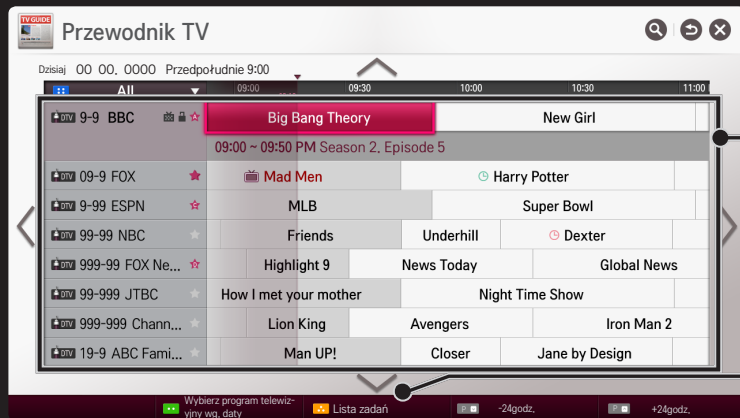 TV GUIDE
Przewodnik TV
Dzisiaj 00 00, 0000 Przedpołudnie 9:00
All ▼ 09:00 09:30 10:00 10:30 11:00
DTV 9-9 BBC Big Bang Theory New Girl
09:00 ~ 09:50 PM Season 2, Episode 5
DTV 09-9 FOX Mad Men Harry Potter
DTV 9-99 ESPN MLB Super Bowl
DTV 99-99 NBC Friends Underhill Dexter
DTV 999-99 FOX Ne... Highlight 9 News Today Global News
DTV 99-999 JTBC How I met your mother Night Time Show
DTV 999-999 Chann... Lion King Avengers Iron Man 2
DTV 19-9 ABC Fami... Man UP! Closer Jane by Design
Wybierz program telewiz-
yjny wg. daty Lista zadań P -24godz. P +24godz.